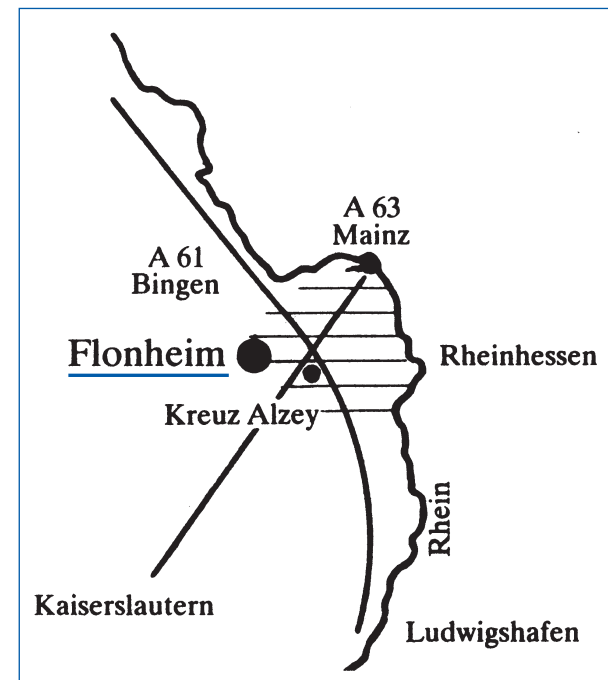 A 63
Mainz
A 61
Bingen
Flonheim
Rheinhessen
Kreuz Alzey
Rhein
Kaiserslautern
Ludwigshafen